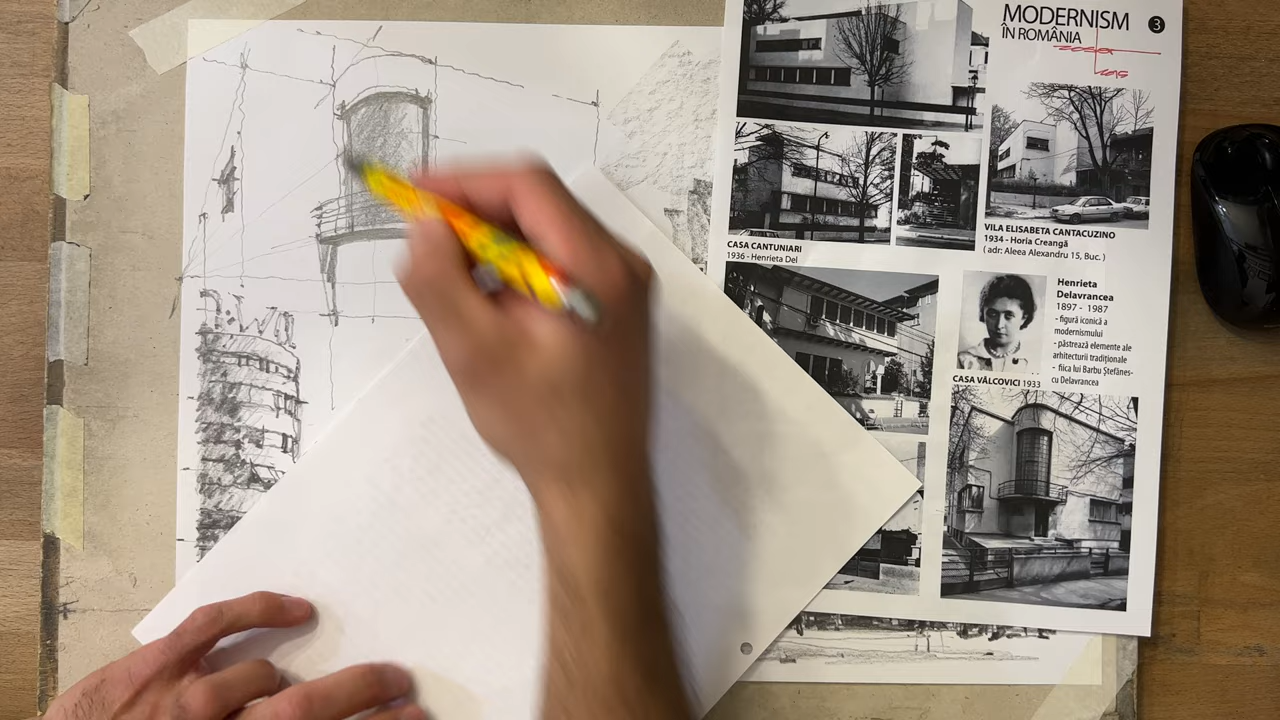 MODERNISM
ÎN ROMÂNIA
3
VILA ELISABETA CANTACUZINO
1934 - Horia Creangă
( adr: Aleea Alexandru 15, Buc. )
CASA CANTUNIARI
1936 - Henrieta Del
Henrieta
Delavrancea
1897 - 1987
- figură iconică a
modernismului
- păstrează elemente ale
arhitecturii tradiționale
- fiica lui Barbu Ștefănes-
cu Delavrancea
CASA VÂLCOVICI 1933